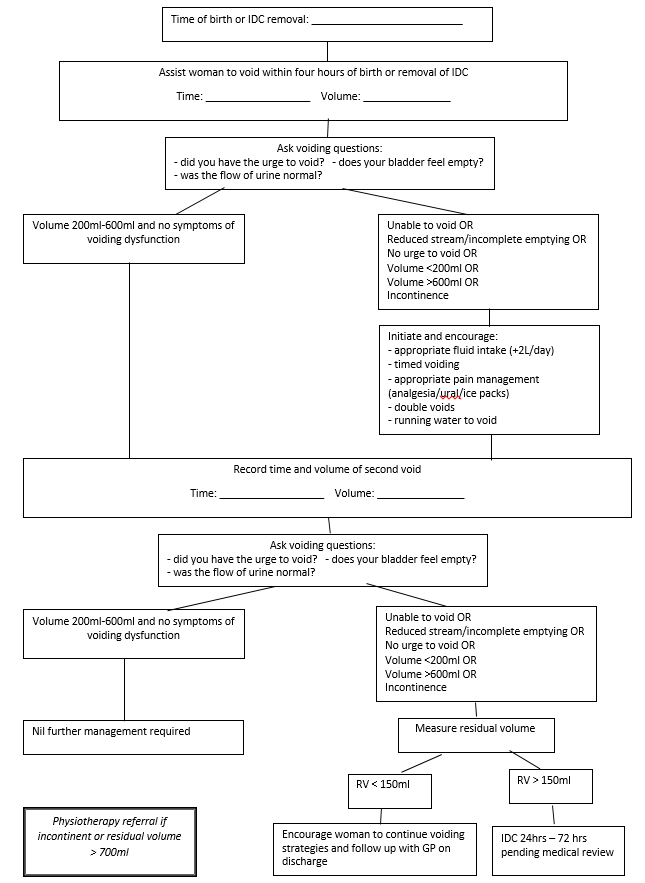 Time of birth or IDC removal: ____________________________
Assist woman to void within four hours of birth or removal of IDC
Time: ___________________ Volume: ________________
Ask voiding questions:
- did you have the urge to void? - does your bladder feel empty?
- was the flow of urine normal?
Volume 200ml-600ml and no symptoms of
voiding dysfunction
Unable to void OR
Reduced stream/incomplete emptying OR
No urge to void OR
Volume <200ml OR
Volume >600ml OR
Incontinence
Initiate and encourage:
- appropriate fluid intake (+2L/day)
- timed voiding
- appropriate pain management
(analgesia/ural/ice packs)
- double voids
- running water to void
Record time and volume of second void
Time: ___________________ Volume: ________________
Ask voiding questions:
- did you have the urge to void? - does your bladder feel empty?
- was the flow of urine normal?
Volume 200ml-600ml and no symptoms of
voiding dysfunction
Unable to void OR
Reduced stream/incomplete emptying OR
No urge to void OR
Volume <200ml OR
Volume >600ml OR
Incontinence
Nil further management required
Measure residual volume
RV < 150ml
RV > 150ml
Physiotherapy referral if
incontinent or residual volume
> 700ml
Encourage woman to continue voiding
strategies and follow up with GP on
discharge
IDC 24hrs – 72 hrs
pending medical review